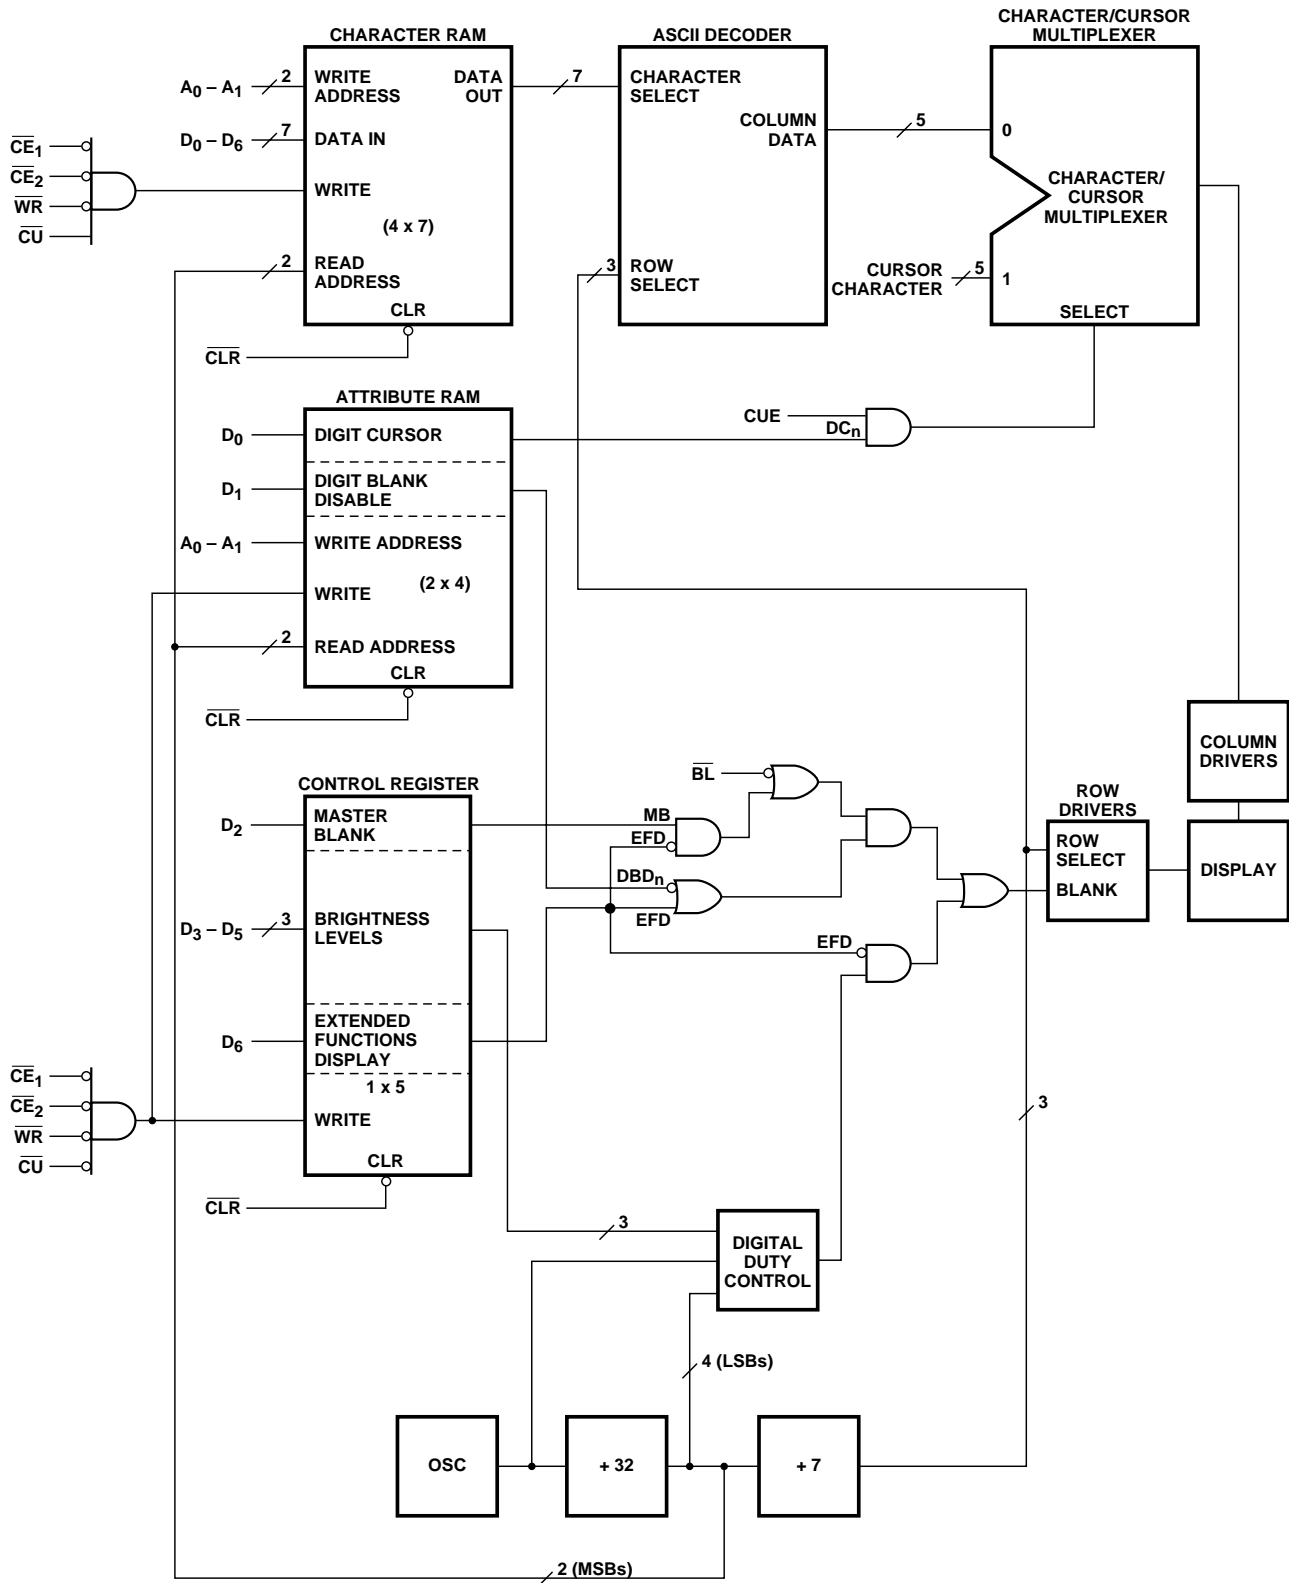 CHARACTER RAM
A0 – A1
2
WRITE
ADDRESS
DATA
OUT
7
D0 – D6
7
DATA IN
CE1
CE2
WR
CU
WRITE
(4 x 7)
2
READ
ADDRESS
CLR
CLR
ASCII DECODER
CHARACTER
SELECT
COLUMN
DATA
5
3
ROW
SELECT
CHARACTER/CURSOR
MULTIPLEXER
0
CHARACTER/
CURSOR
MULTIPLEXER
CURSOR
CHARACTER
5
1
SELECT
ATTRIBUTE RAM
D0
DIGIT CURSOR
D1
DIGIT BLANK
DISABLE
A0 – A1
WRITE ADDRESS
(2 x 4)
WRITE
2
READ ADDRESS
CLR
CLR
CUE
DCn
CONTROL REGISTER
D2
MASTER
BLANK
D3 – D5
3
BRIGHTNESS
LEVELS
D6
EXTENDED
FUNCTIONS
DISPLAY
1 x 5
CE1
CE2
WR
CU
WRITE
CLR
CLR
BL
MB
EFD
DBDn
EFD
EFD
ROW
DRIVERS
ROW
SELECT
BLANK
COLUMN
DRIVERS
DISPLAY
3
3
DIGITAL
DUTY
CONTROL
4 (LSBs)
OSC
+ 32
+ 7
2 (MSBs)